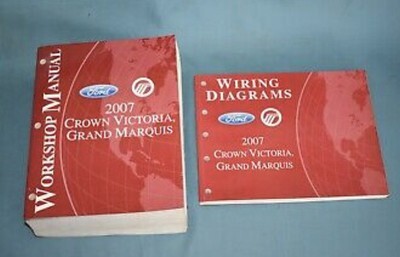 WORKSHOP MANUAL
Ford
2007
CROWN VICTORIA,
GRAND MARQUIS
WIRING
DIAGRAMS
Ford
2007
CROWN VICTORIA,
GRAND MARQUIS